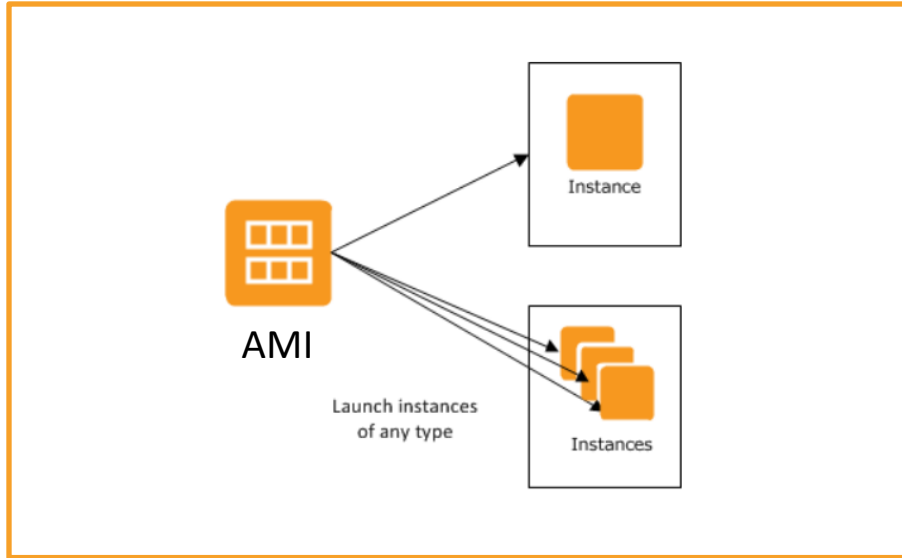 Instance
AMI
Launch instances
of any type
Instances